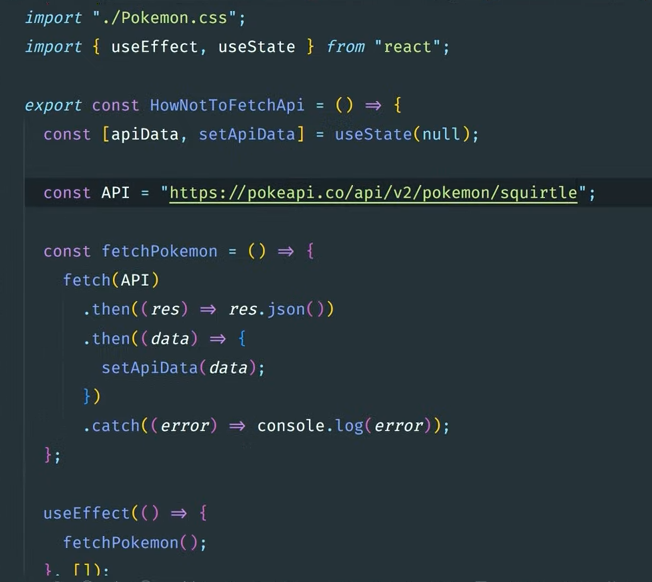 import "./Pokemon.css";
import { useEffect, useState } from "react";
export const HowNotToFetchApi = () => {
const [apiData, setApiData] = useState(null);
const API = "https://pokeapi.co/api/v2/pokemon/squirtle";
const fetchPokemon = () => {
fetch(API)
.then((res) => res.json())
.then((data) => {
setApiData(data);
})
.catch((error) => console.log(error));
};
useEffect(() => {
fetchPokemon();
}, []);